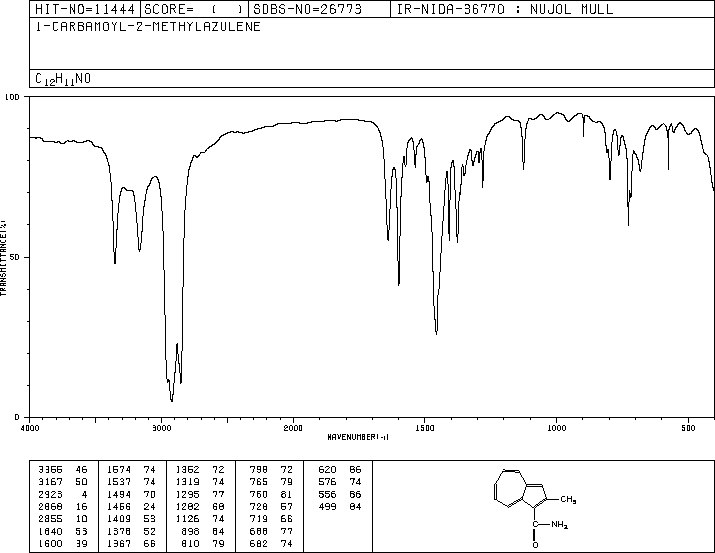 HIT-NO=11444 SCORE= ( ) SDBS-NO=26773 IR-NIDA-36770 : NUJOL MULL
1-CARBAMOYL-2-METHYLAZULENE
C12H11NO
100
50
0
TRANSMITTANCE(%)
4000 3000 2000 1500 1000 500
WAVENUMBER(-1)
3355 46 1574 74 1352 72 798 72 620 86
3167 50 1537 74 1319 74 765 79 576 74
2923 4 1494 70 1295 77 760 81 556 86
2868 16 1456 24 1282 68 728 57 499 84
2855 10 1409 53 1126 74 719 66
1640 53 1378 52 898 84 688 77
1600 39 1367 66 810 79 682 74
CH3
C NH2
O